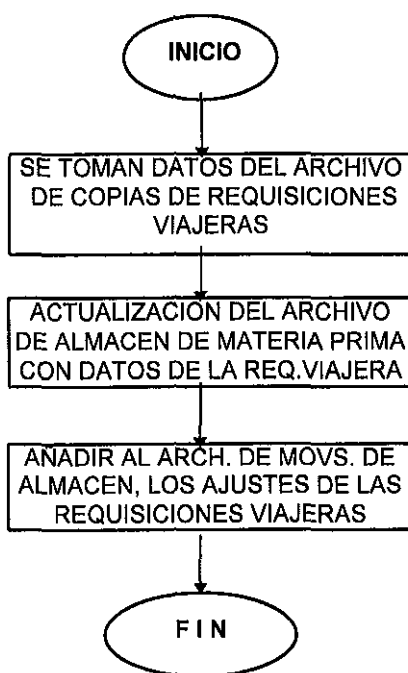 INICIO
SE TOMAN DATOS DEL ARCHIVO
DE COPIAS DE REQUISICIONES
VIAJERAS
ACTUALIZACIÓN DEL ARCHIVO
DE ALMACEN DE MATERIA PRIMA
CON DATOS DE LA REQ.VIAJERA
AÑADIR AL ARCH. DE MOVS. DE
ALMACEN, LOS AJUSTES DE LAS
REQUISICIONES VIAJERAS
F I N